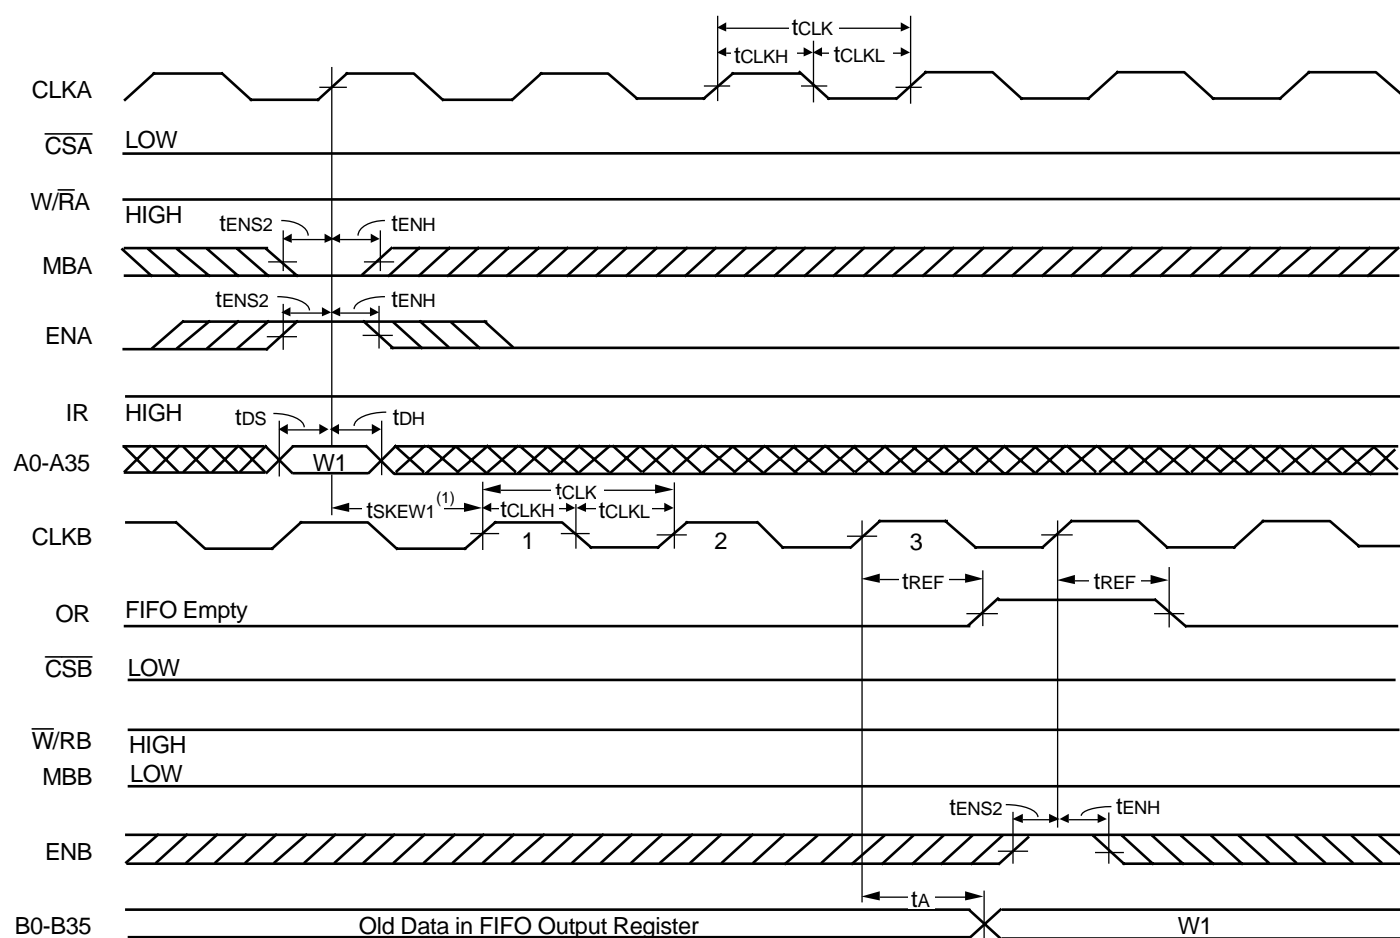 tCLK
tCLKH tCLKL
CLKA
CSA LOW
W/RA
HIGH
tENS2 tENH
MBA
tENS2 tENH
ENA
IR HIGH
tDS tDH
A0-A35 W1
tSKEW1(1) tCLK
tCLKH tCLKL
CLKB 1 2 3
tREF tREF
OR FIFO Empty
CSB LOW
W/RB HIGH
MBB LOW
tENS2 tENH
ENB
tA
B0-B35 Old Data in FIFO Output Register W1